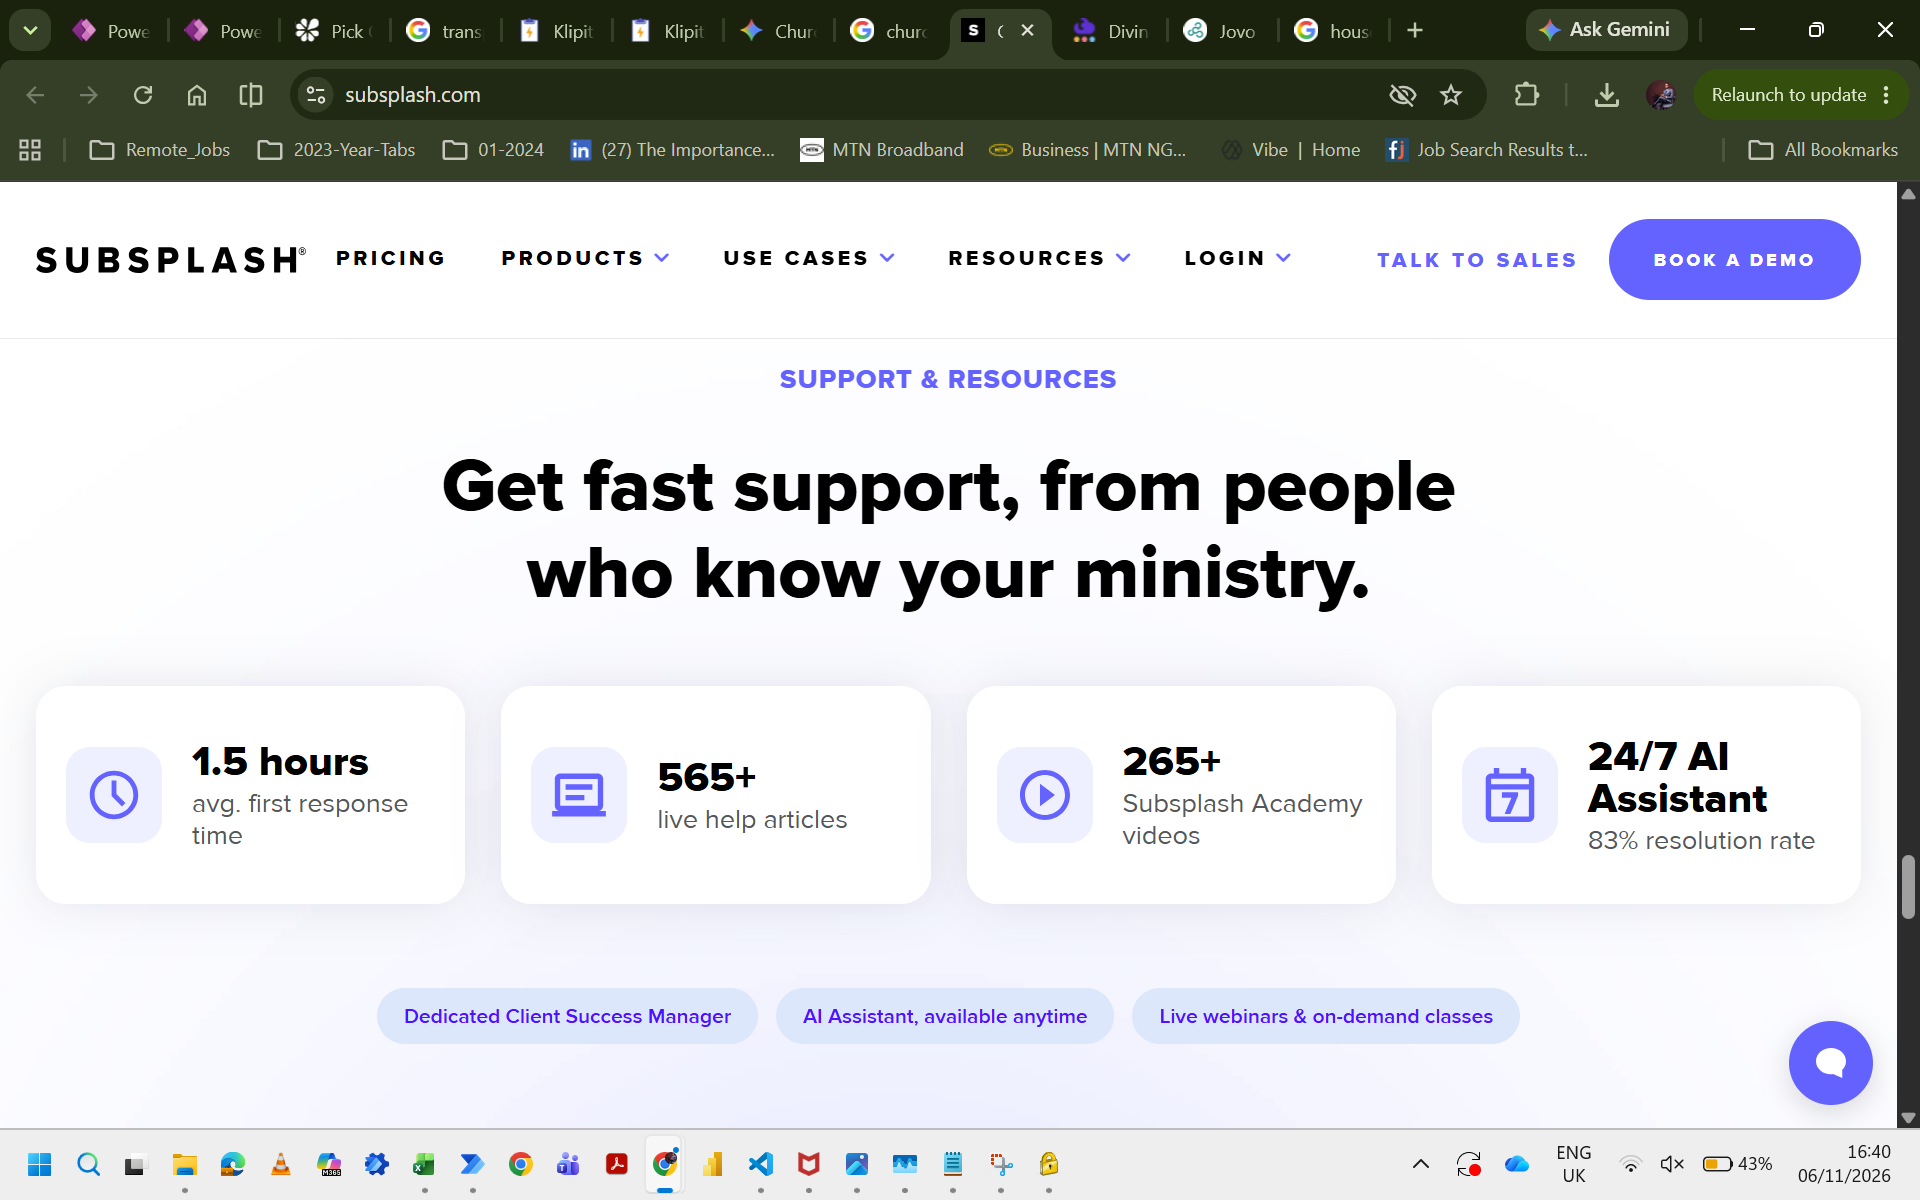 Powe
Powe
Pick
trans
Klipit
Klipit
Chur
churc
Divin
Jovo
hous
Ask Gemini
subsplash.com
Relaunch to update
Remote_Jobs
2023-Year-Tabs
01-2024
(27) The Importance...
MTN Broadband
Business | MTN NG...
Vibe | Home
Job Search Results t...
All Bookmarks
SUBSPLASH®
PRICING
PRODUCTS
USE CASES
RESOURCES
LOGIN
TALK TO SALES
BOOK A DEMO
SUPPORT & RESOURCES
Get fast support, from people
who know your ministry.
1.5 hours
avg. first response
time
565+
live help articles
265+
Subsplash Academy
videos
24/7 AI
Assistant
83% resolution rate
Dedicated Client Success Manager
AI Assistant, available anytime
Live webinars & on-demand classes
ENG
UK
43%
16:40
06/11/2026